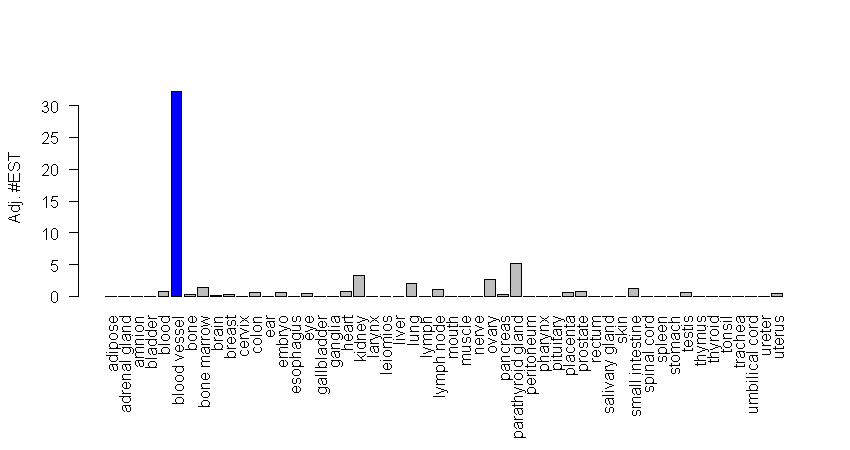 Adj. #EST
30
25
20
15
10
5
0
adipose
adrenal gland
amnion
bladder
blood
blood vessel
bone
bone marrow
brain
breast
cervix
colon
ear
embryo
esophagus
eye
gallbladder
ganglia
heart
kidney
larynx
leiomios
liver
lung
lymph
lymph node
mouth
muscle
nerve
ovary
pancreas
parathyroid gland
peritoneum
pharynx
pituitary
placenta
prostate
rectum
salivary gland
skin
small intestine
spinal cord
spleen
stomach
testis
thymus
thyroid
tonsil
trachea
umbilical cord
ureter
uterus